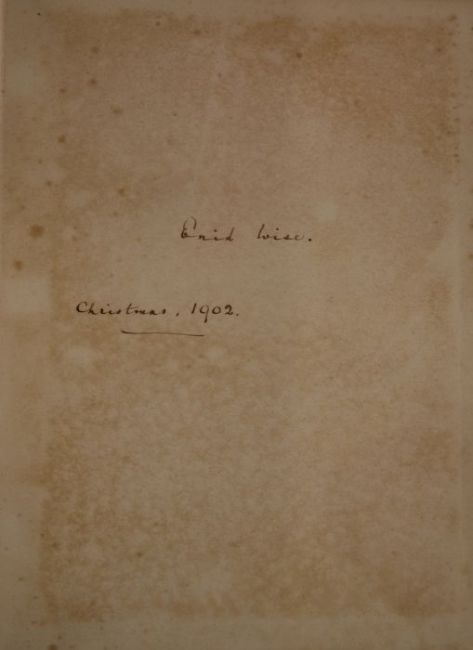 Enid Wise.
Christmas, 1902.